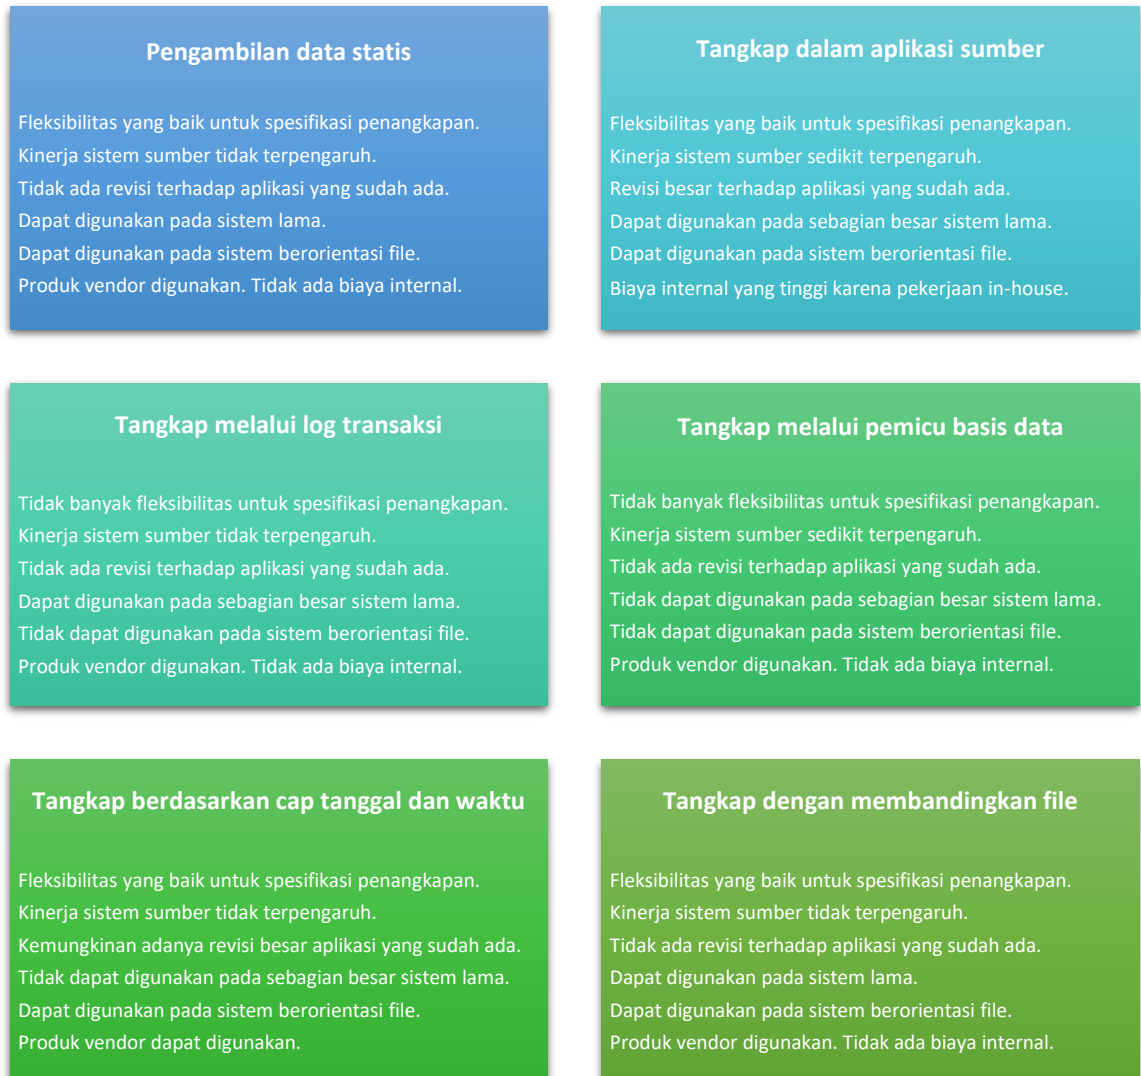 Pengambilan data statis
Fleksibilitas yang baik untuk spesifikasi penangkapan.
Kinerja sistem sumber tidak terpengaruh.
Tidak ada revisi terhadap aplikasi yang sudah ada.
Dapat digunakan pada sistem lama.
Dapat digunakan pada sistem berorientasi file.
Produk vendor digunakan. Tidak ada biaya internal.
Tangkap dalam aplikasi sumber
Fleksibilitas yang baik untuk spesifikasi penangkapan.
Kinerja sistem sumber sedikit terpengaruh.
Revisi besar terhadap aplikasi yang sudah ada.
Dapat digunakan pada sebagian besar sistem lama.
Dapat digunakan pada sistem berorientasi file.
Biaya internal yang tinggi karena pekerjaan in-house.
Tangkap melalui log transaksi
Tidak banyak fleksibilitas untuk spesifikasi penangkapan.
Kinerja sistem sumber tidak terpengaruh.
Tidak ada revisi terhadap aplikasi yang sudah ada.
Dapat digunakan pada sebagian besar sistem lama.
Tidak dapat digunakan pada sistem berorientasi file.
Produk vendor digunakan. Tidak ada biaya internal.
Tangkap melalui pemicu basis data
Tidak banyak fleksibilitas untuk spesifikasi penangkapan.
Kinerja sistem sumber sedikit terpengaruh.
Tidak ada revisi terhadap aplikasi yang sudah ada.
Tidak dapat digunakan pada sebagian besar sistem lama.
Tidak dapat digunakan pada sistem berorientasi file.
Produk vendor digunakan. Tidak ada biaya internal.
Tangkap berdasarkan cap tanggal dan waktu
Fleksibilitas yang baik untuk spesifikasi penangkapan.
Kinerja sistem sumber tidak terpengaruh.
Kemungkinan adanya revisi besar aplikasi yang sudah ada.
Tidak dapat digunakan pada sebagian besar sistem lama.
Dapat digunakan pada sistem berorientasi file.
Produk vendor dapat digunakan.
Tangkap dengan membandingkan file
Fleksibilitas yang baik untuk spesifikasi penangkapan.
Kinerja sistem sumber tidak terpengaruh.
Tidak ada revisi terhadap aplikasi yang sudah ada.
Dapat digunakan pada sistem lama.
Dapat digunakan pada sistem berorientasi file.
Produk vendor digunakan. Tidak ada biaya internal.